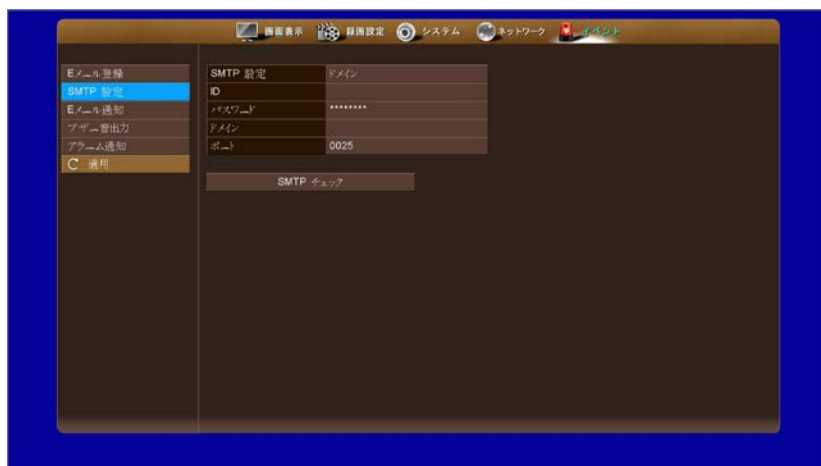 画面表示 録画設定 システム ネットワーク イベント
Eメール登録
SMTP 設定
Eメール通知
ブザー音出力
アラーム通知
適用
SMTP 設定 ドメイン
ID
パスワード ********
ドメイン
ポート 0025
SMTP チェック